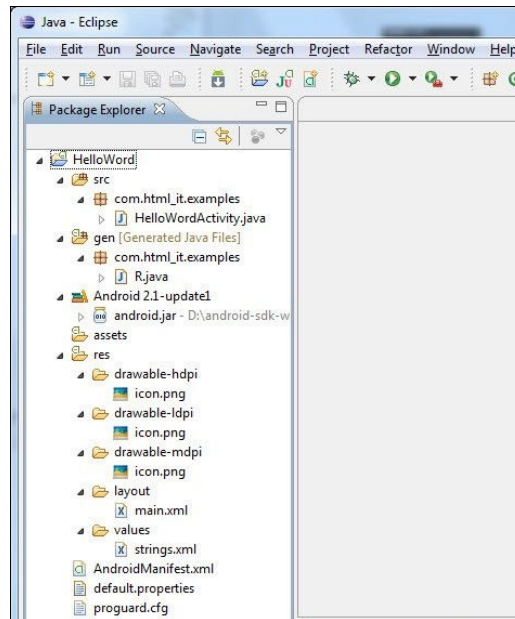 Java - Eclipse
File Edit Run Source Navigate Search Project Refactor Window Help
Package Explorer
HelloWord
src
com.html_it.examples
HelloWordActivity.java
gen [Generated Java Files]
com.html_it.examples
R.java
Android 2.1-update1
android.jar - D:\android-sdk-w
assets
res
drawable-hdpi
icon.png
drawable-ldpi
icon.png
drawable-mdpi
icon.png
layout
main.xml
values
strings.xml
AndroidManifest.xml
default.properties
proguard.cfg